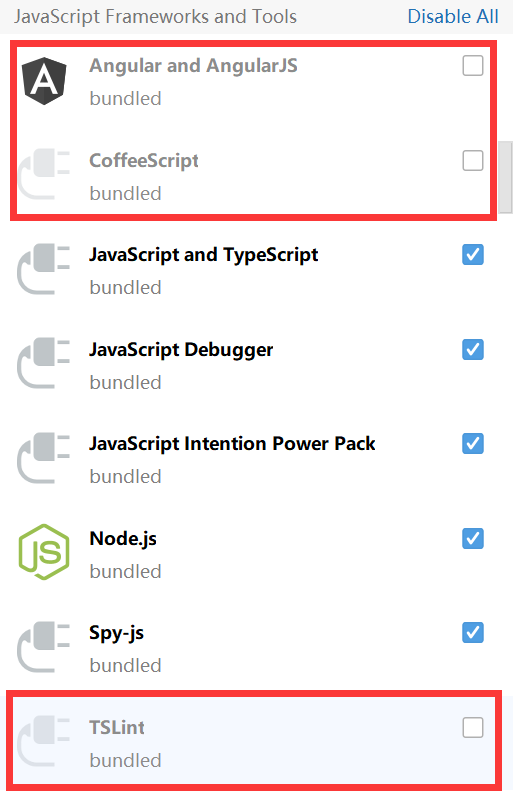 JavaScript Frameworks and Tools Disable All
Angular and AngularJS
bundled
CoffeeScript
bundled
JavaScript and TypeScript
bundled
JavaScript Debugger
bundled
JavaScript Intention Power Pack
bundled
Node.js
bundled
Spy-js
bundled
TSLint
bundled